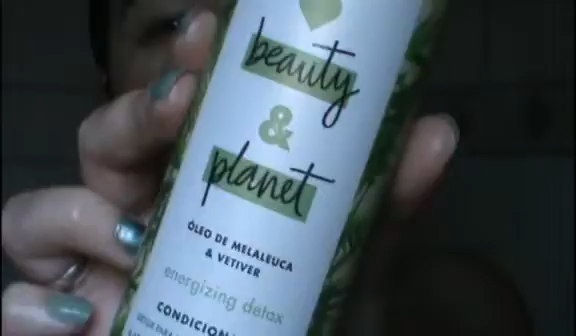 beauty
&
planet
ÓLEO DE MELALEUCA
& VETIVER
energizing detox